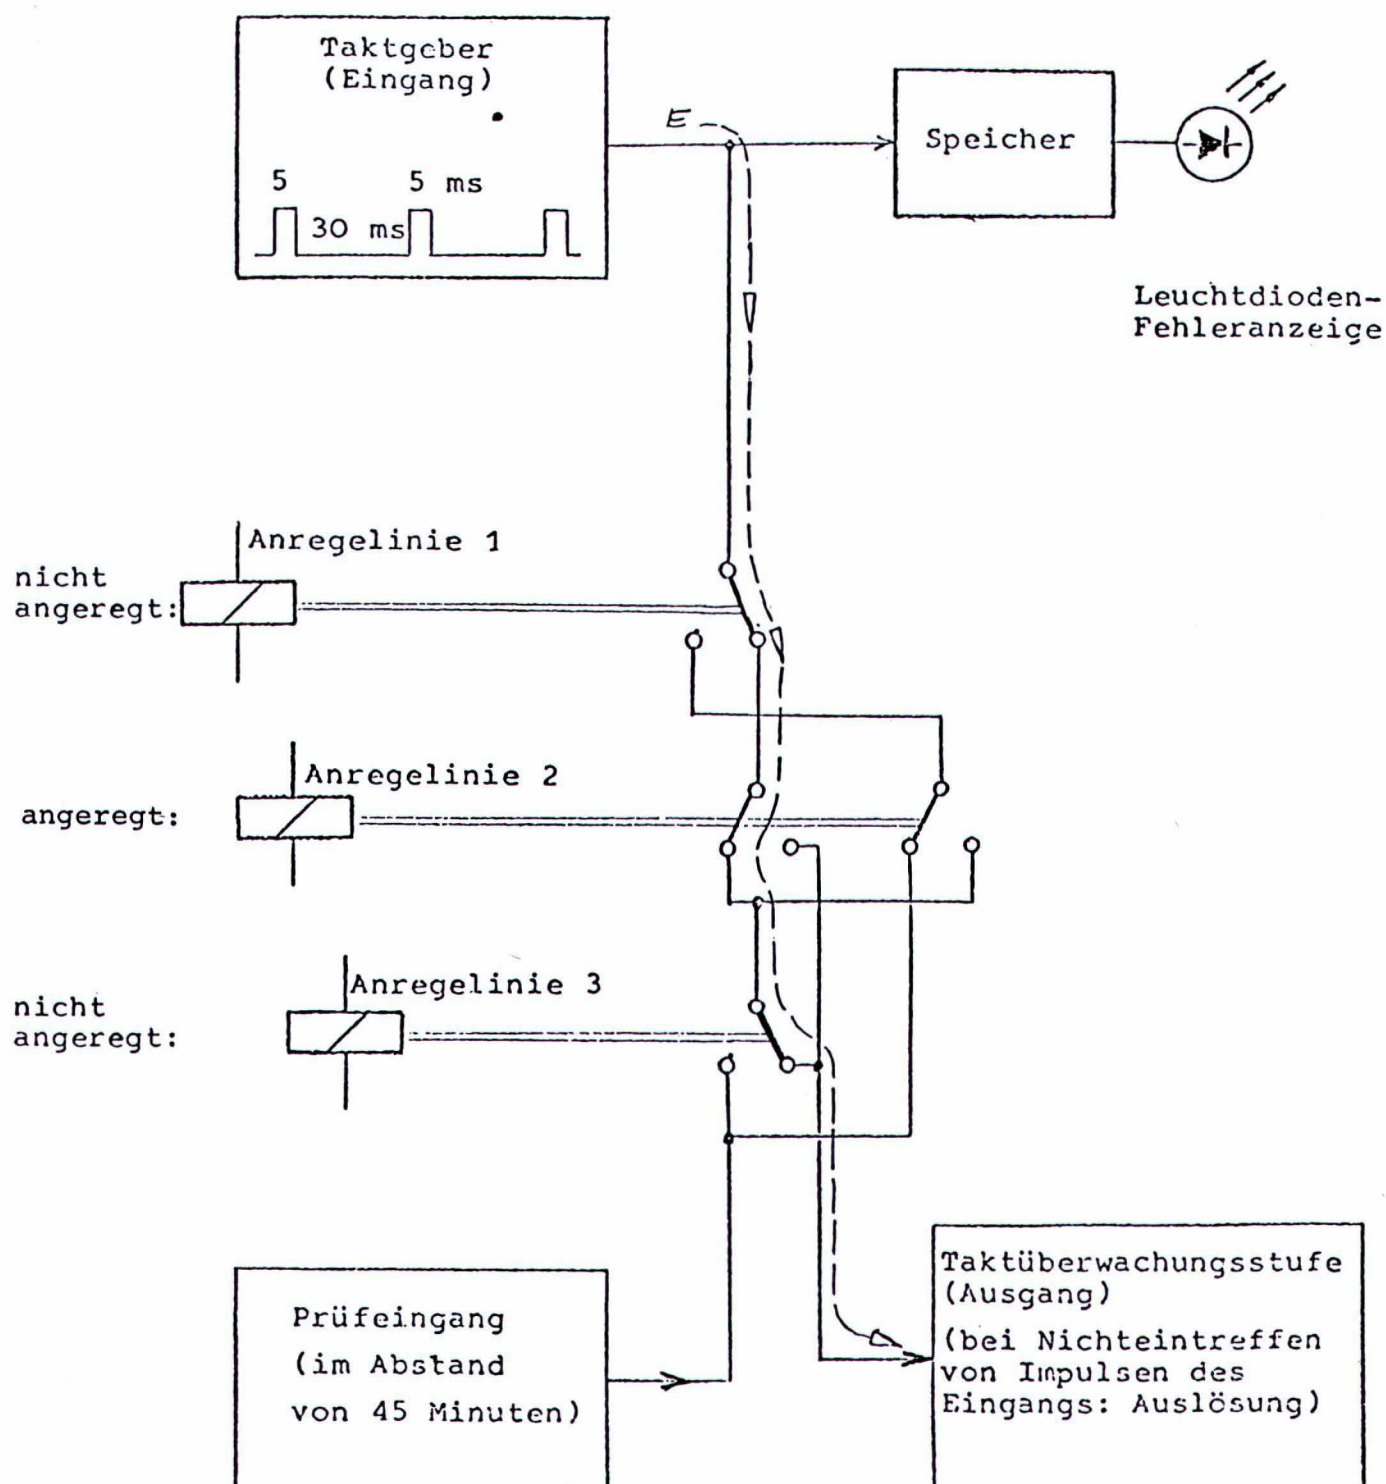 Taktgeber
(Eingang)
5 5 ms
30 ms
E
Speicher
Leuchtdioden-
Fehleranzeige
Anregelinie 1
nicht
angeregt:
Anregelinie 2
angeregt:
Anregelinie 3
nicht
angeregt:
Prüfeingang
(im Abstand
von 45 Minuten)
Taktüberwachungsstufe
(Ausgang)
(bei Nichteintreffen
von Impulsen des
Eingangs: Auslösung)